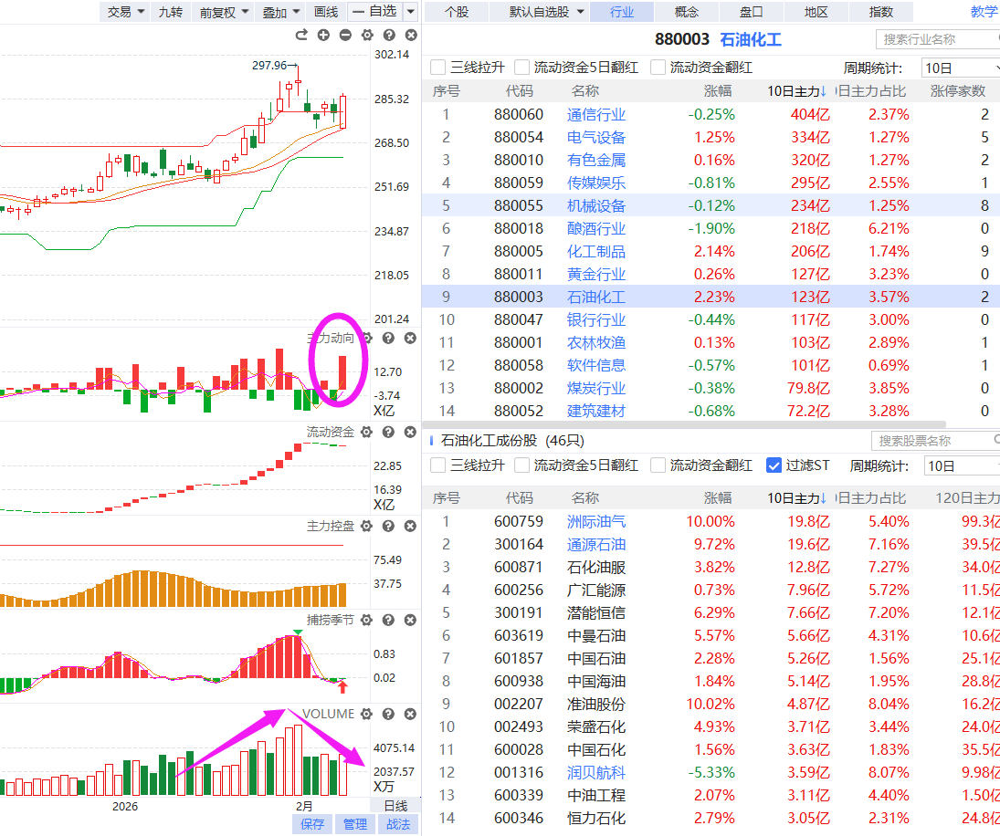 交易 九转 前复权 叠加 画线 一 自选
302.14
297.96→
285.32
268.50
251.69
234.87
218.05
201.24
主力动向
12.70
-3.74
X亿
流动资金
22.85
16.39
X亿
主力控盘
75.49
37.75
捕捞季节
0.83
0.02
VOLUME
4075.14
2037.57
X万
2026 2月 日线
保存 管理 战法
个股 默认自选股 行业 概念 盘口 地区 指数 教学
880003 石油化工 搜索行业名称
三线拉升 流动资金5日翻红 流动资金翻红 周期统计: 10日
序号 代码 名称 涨幅 10日主力↓ 日主力占比 涨停家数
1 880060 通信行业 -0.25% 404亿 2.37% 2
2 880054 电气设备 1.25% 334亿 1.27% 5
3 880010 有色金属 0.16% 320亿 1.27% 2
4 880059 传媒娱乐 -0.81% 295亿 2.55% 1
5 880055 机械设备 -0.12% 234亿 1.25% 8
6 880018 酿酒行业 -1.90% 218亿 6.21% 0
7 880005 化工制品 2.14% 206亿 1.74% 9
8 880011 黄金行业 0.26% 127亿 3.23% 0
9 880003 石油化工 2.23% 123亿 3.57% 2
10 880047 银行行业 -0.44% 117亿 3.00% 0
11 880001 农林牧渔 0.13% 103亿 2.89% 1
12 880058 软件信息 -0.57% 101亿 0.69% 1
13 880002 煤炭行业 -0.38% 79.8亿 3.85% 0
14 880052 建筑建材 -0.68% 72.2亿 3.28% 0
石油化工成份股 (46只) 搜索股票名称
三线拉升 流动资金5日翻红 流动资金翻红 过滤ST 周期统计: 10日
序号 代码 名称 涨幅 10日主力↓ 日主力占比 120日主力
1 600759 洲际油气 10.00% 19.8亿 5.40% 99.3亿
2 300164 通源石油 9.72% 19.6亿 7.16% 39.5亿
3 600871 石化油服 3.82% 12.8亿 7.27% 34.0亿
4 600256 广汇能源 0.73% 7.96亿 5.72% 11.5亿
5 300191 潜能恒信 6.29% 7.66亿 7.20% 12.1亿
6 603619 中曼石油 5.57% 5.66亿 4.31% 10.6亿
7 601857 中国石油 2.28% 5.26亿 1.56% 25.1亿
8 600938 中国海油 1.84% 5.14亿 1.95% 28.8亿
9 002207 准油股份 10.02% 4.87亿 8.04% 16.2亿
10 002493 荣盛石化 4.93% 3.71亿 3.44% 24.0亿
11 600028 中国石化 1.56% 3.63亿 1.83% 35.5亿
12 001316 润贝航科 -5.33% 3.59亿 8.07% 9.98亿
13 600339 中油工程 2.07% 3.11亿 4.40% 1.50亿
14 600346 恒力石化 2.79% 3.05亿 2.31% 24.8亿